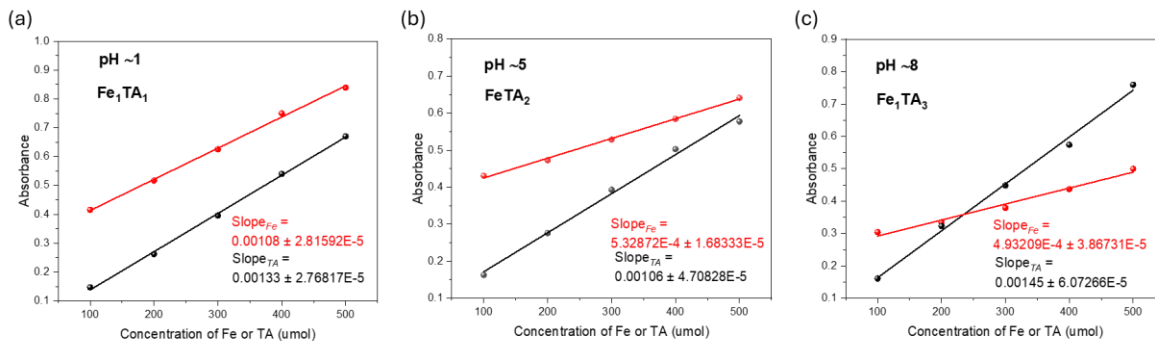 (a)
pH ~1
Fe₁TA₁
Absorbance
1.0
0.9
0.8
0.7
0.6
0.5
0.4
0.3
0.2
0.1
Slope_Fe =
0.00108 ± 2.81592E-5
Slope_TA =
0.00133 ± 2.76817E-5
100 200 300 400 500
Concentration of Fe or TA (umol)
(b)
pH ~5
FeTA₂
Absorbance
0.8
0.7
0.6
0.5
0.4
0.3
0.2
0.1
Slope_Fe =
5.32872E-4 ± 1.68333E-5
Slope_TA =
0.00106 ± 4.70828E-5
100 200 300 400 500
Concentration of Fe or TA (umol)
(c)
pH ~8
Fe₁TA₃
Absorbance
0.9
0.8
0.7
0.6
0.5
0.4
0.3
0.2
0.1
Slope_Fe =
4.93209E-4 ± 3.86731E-5
Slope_TA =
0.00145 ± 6.07266E-5
100 200 300 400 500
Concentration of Fe or TA (umol)